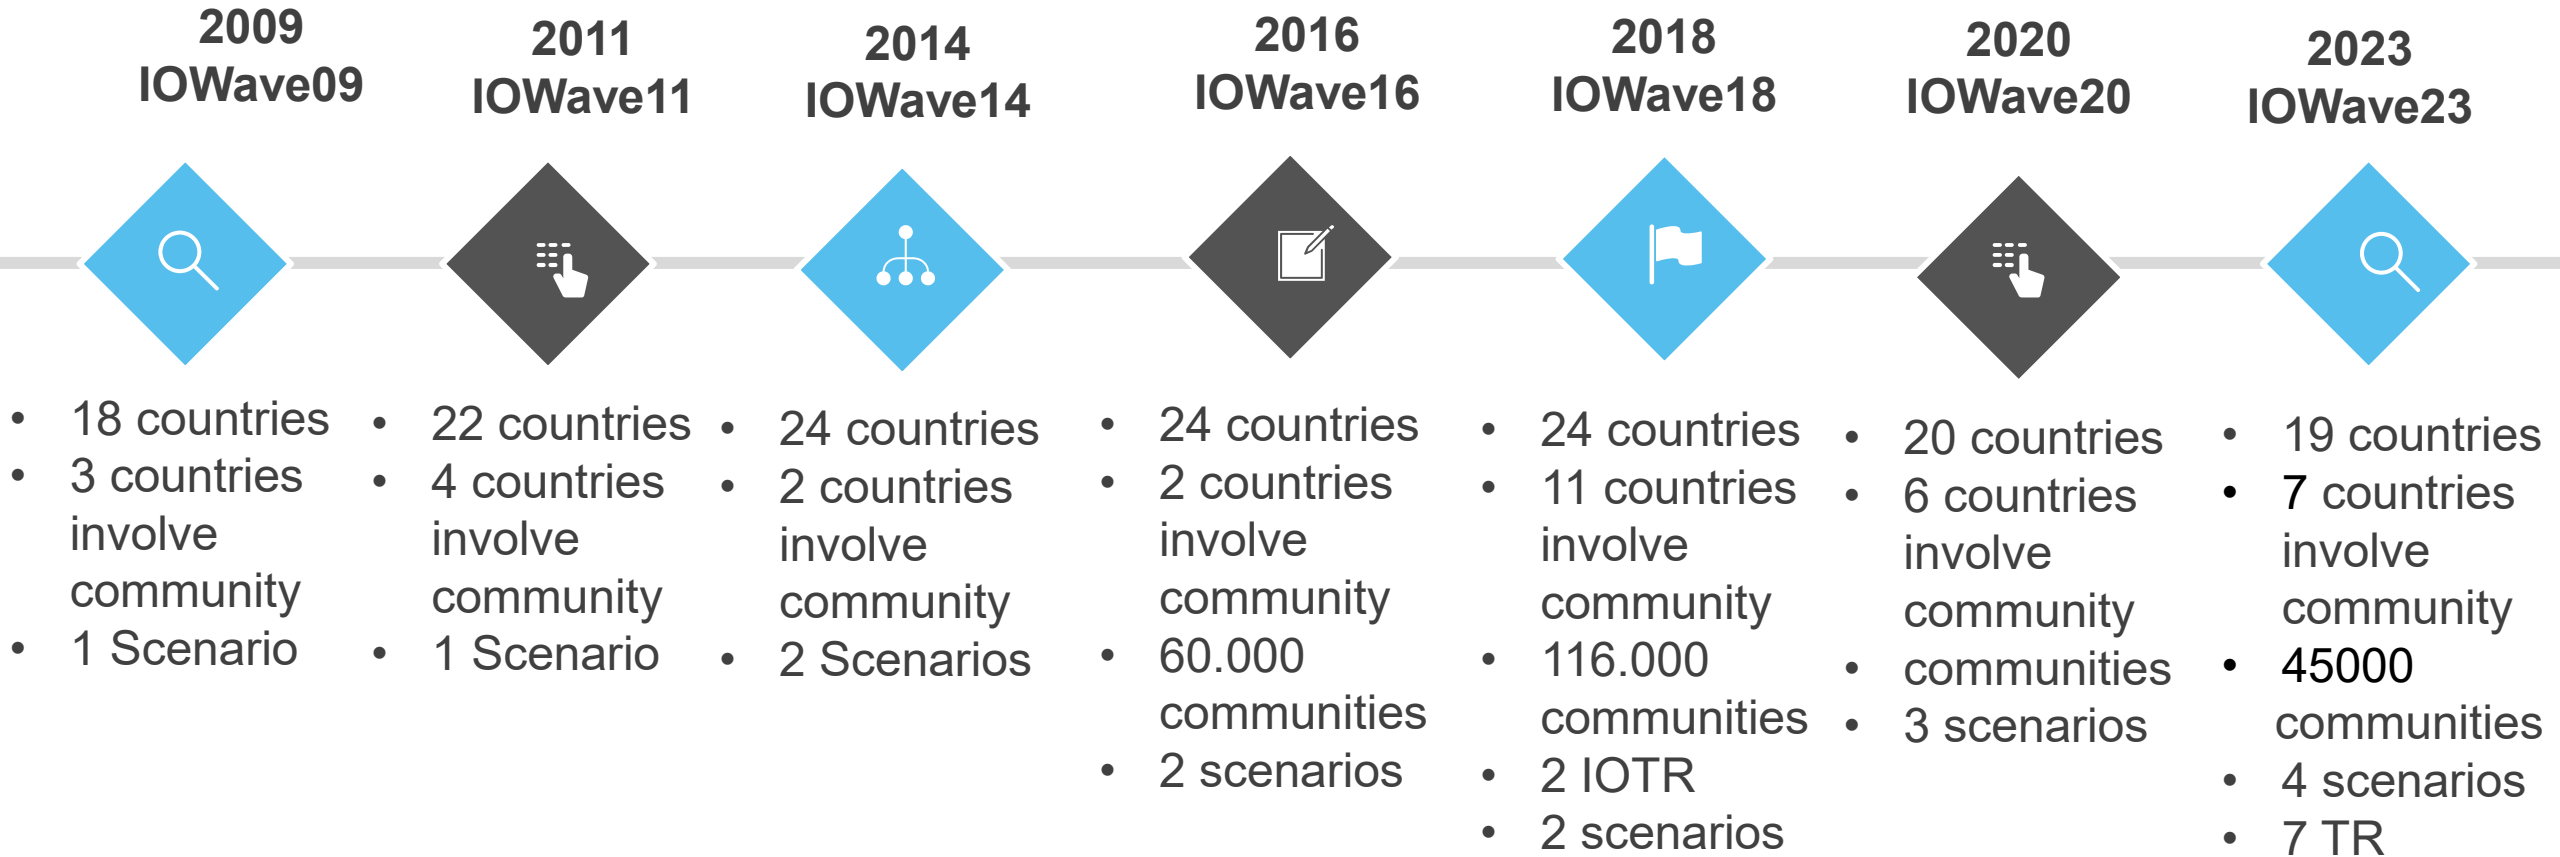 2009
IOWave09
• 18 countries
• 3 countries
involve
community
• 1 Scenario
2011
IOWave11
• 22 countries
• 4 countries
involve
community
• 1 Scenario
2014
IOWave14
• 24 countries
• 2 countries
involve
community
• 2 Scenarios
2016
IOWave16
• 24 countries
• 2 countries
involve
community
• 60.000
communities
• 2 scenarios
2018
IOWave18
• 24 countries
• 11 countries
involve
community
• 116.000
communities
• 2 IOTR
• 2 scenarios
2020
IOWave20
• 20 countries
• 6 countries
involve
community
• communities
• 3 scenarios
2023
IOWave23
• 19 countries
• 7 countries
involve
community
• 45000
communities
• 4 scenarios
• 7 TR